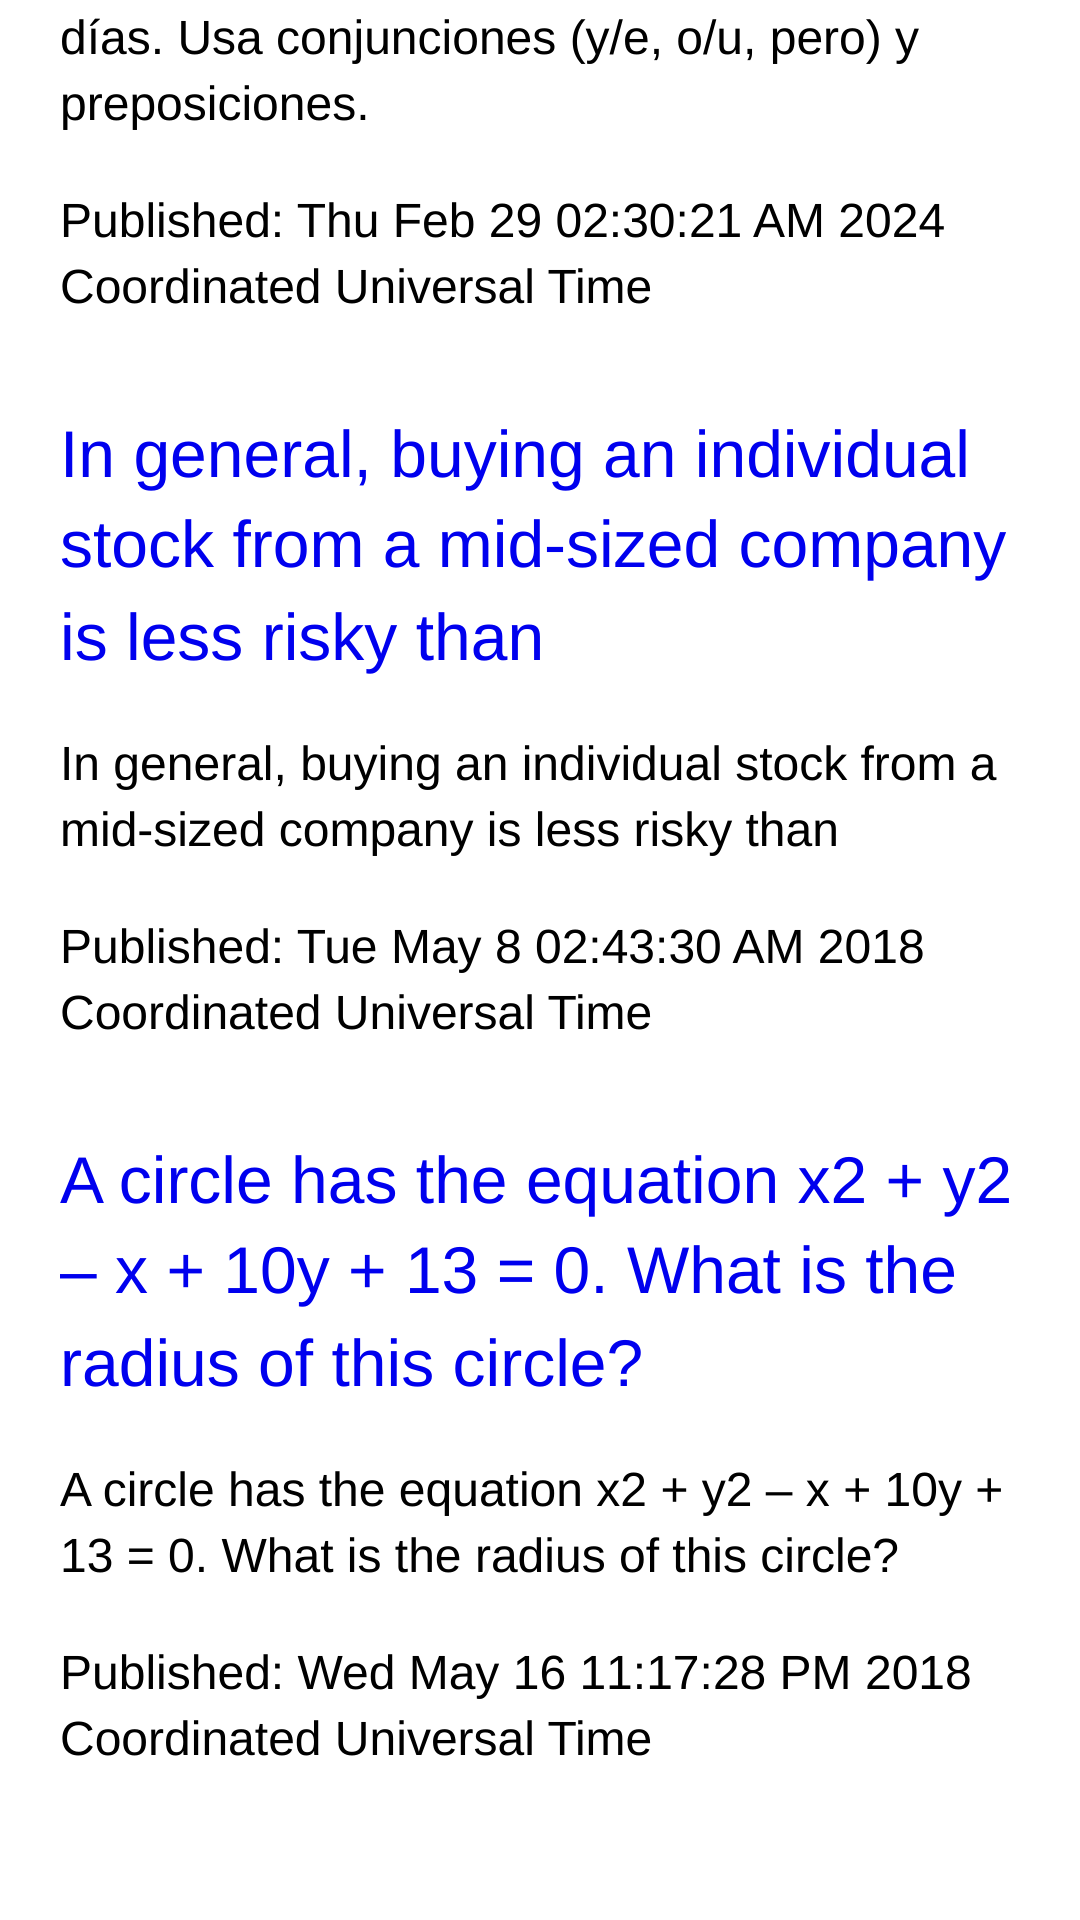 días. Usa conjunciones (y/e, o/u, pero) y
preposiciones.
Published: Thu Feb 29 02:30:21 AM 2024
Coordinated Universal Time
In general, buying an individual
stock from a mid-sized company
is less risky than
In general, buying an individual stock from a
mid-sized company is less risky than
Published: Tue May 8 02:43:30 AM 2018
Coordinated Universal Time
A circle has the equation x2 + y2
– x + 10y + 13 = 0. What is the
radius of this circle?
A circle has the equation x2 + y2 – x + 10y +
13 = 0. What is the radius of this circle?
Published: Wed May 16 11:17:28 PM 2018
Coordinated Universal Time